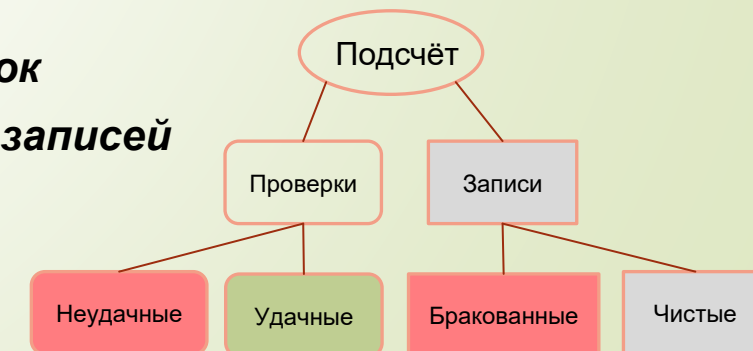 Подсчёт
ок
записей
Проверки
Записи
Неудачные
Удачные
Бракованные
Чистые